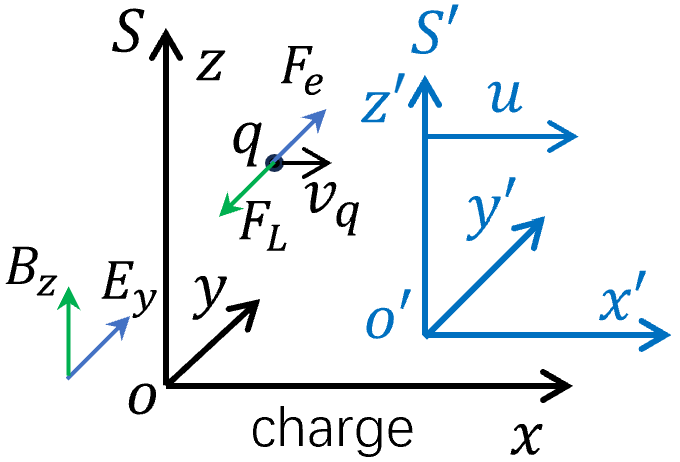 S
S′
z
F_e
z′
u
q
v_q
F_L
y′
B_z
E_y
y
o′
x′
o
charge
x